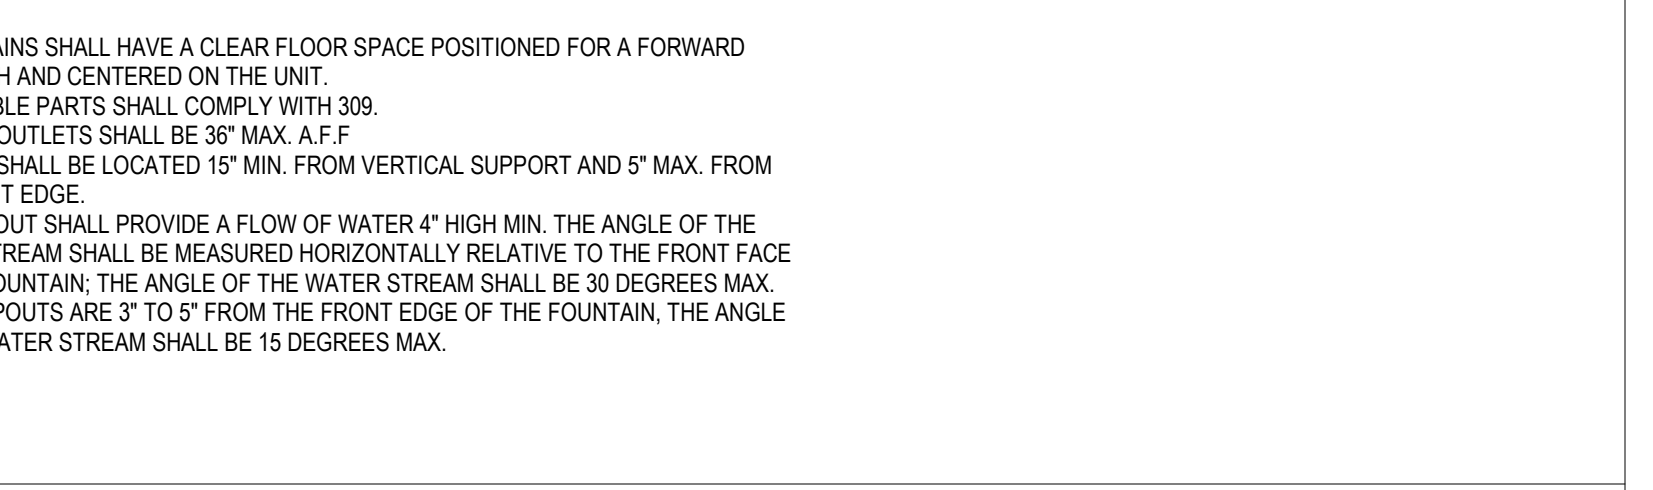 AINS SHALL HAVE A CLEAR FLOOR SPACE POSITIONED FOR A FORWARD
H AND CENTERED ON THE UNIT.
BLE PARTS SHALL COMPLY WITH 309.
OUTLETS SHALL BE 36" MAX. A.F.F
SHALL BE LOCATED 15" MIN. FROM VERTICAL SUPPORT AND 5" MAX. FROM
T EDGE.
OUT SHALL PROVIDE A FLOW OF WATER 4" HIGH MIN. THE ANGLE OF THE
TREAM SHALL BE MEASURED HORIZONTALLY RELATIVE TO THE FRONT FACE
OUNTAIN; THE ANGLE OF THE WATER STREAM SHALL BE 30 DEGREES MAX.
POUTS ARE 3" TO 5" FROM THE FRONT EDGE OF THE FOUNTAIN, THE ANGLE
ATER STREAM SHALL BE 15 DEGREES MAX.